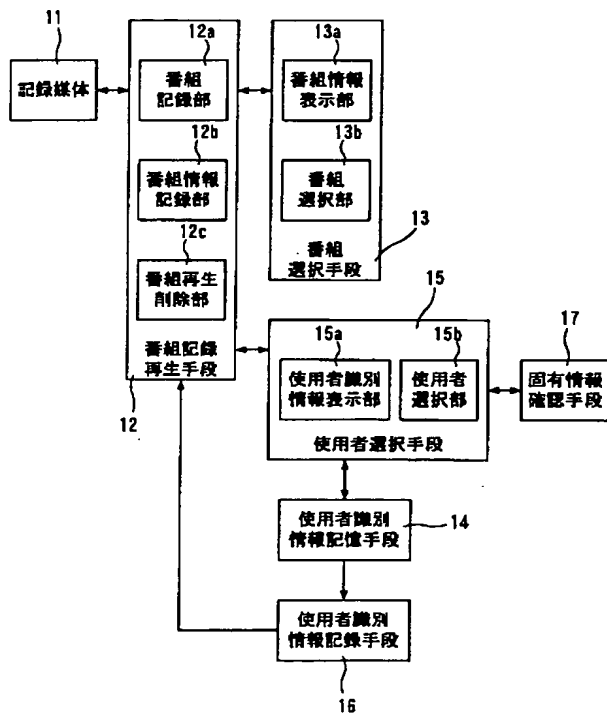 11
記録媒体
12a
番組
記録部
12b
番組情報
記録部
12c
番組再生
削除部
番組記録
再生手段
12
13a
番組情報
表示部
13b
番組
選択部
番組
選択手段
13
15
15a
使用者識別
情報表示部
15b
使用者
選択部
使用者選択手段
17
固有情報
確認手段
使用者識別
情報記憶手段
14
使用者識別
情報記録手段
16